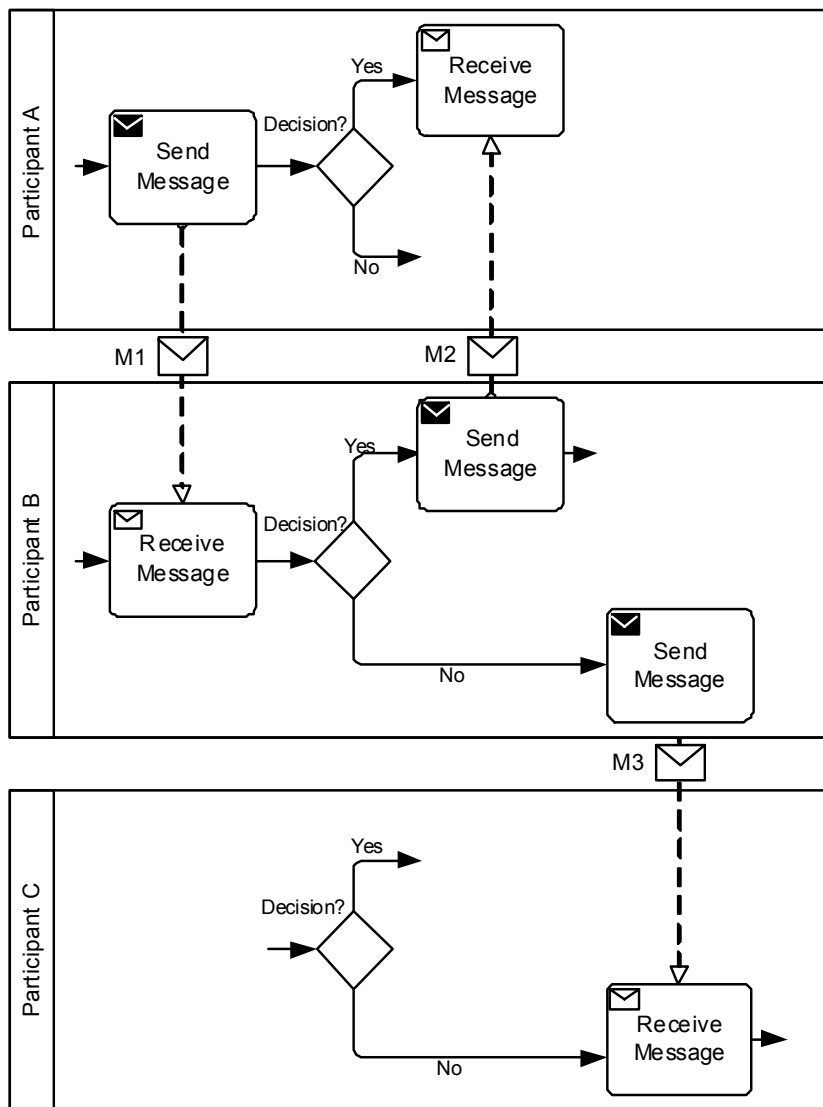 Participant A
Send
Message
Decision?
Yes
No
Receive
Message
M1
M2
Participant B
Receive
Message
Decision?
Yes
No
Send
Message
Send
Message
M3
Participant C
Decision?
Yes
No
Receive
Message